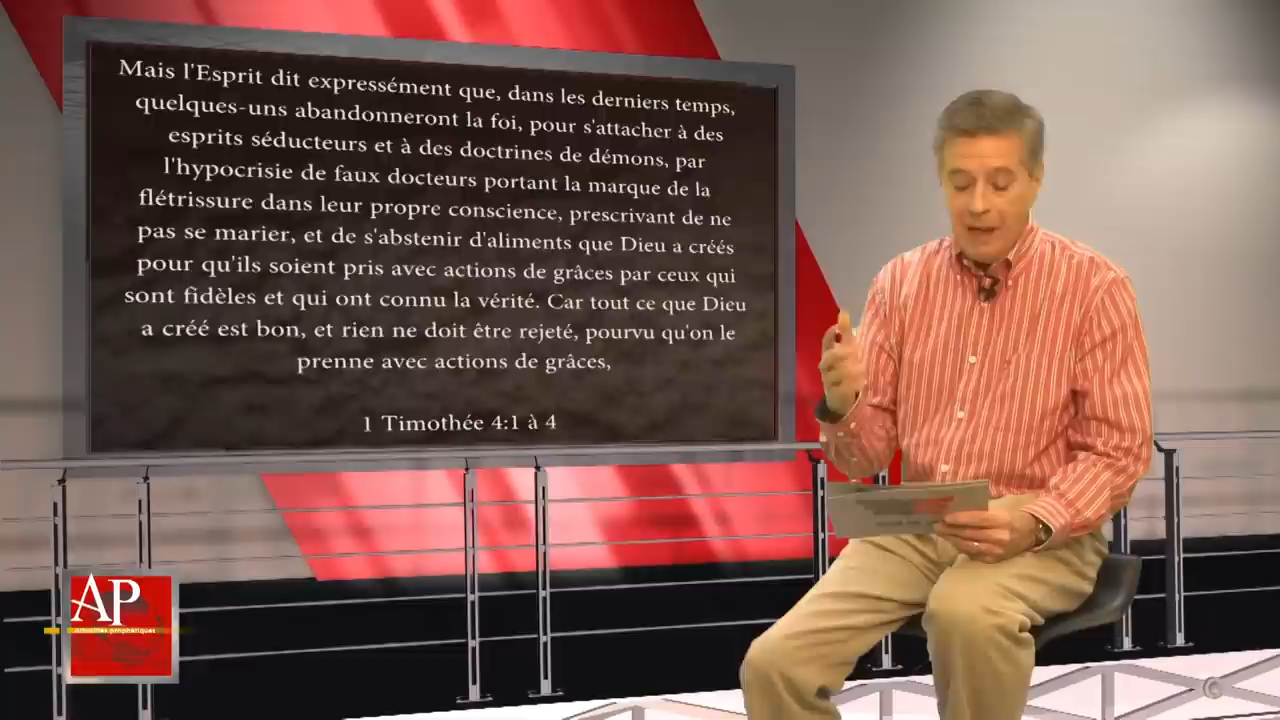 Mais l'Esprit dit expressément que, dans les derniers temps,
quelques-uns abandonneront la foi, pour s'attacher à des
esprits séducteurs et à des doctrines de démons, par
l'hypocrisie de faux docteurs portant la marque de la
flétrissure dans leur propre conscience, prescrivant de ne
pas se marier, et de s'abstenir d'aliments que Dieu a créés
pour qu'ils soient pris avec actions de grâces par ceux qui
sont fidèles et qui ont connu la vérité. Car tout ce que Dieu
a créé est bon, et rien ne doit être rejeté, pourvu qu'on le
prenne avec actions de grâces,
1 Timothée 4:1 à 4
AP
Actualités prophétiques